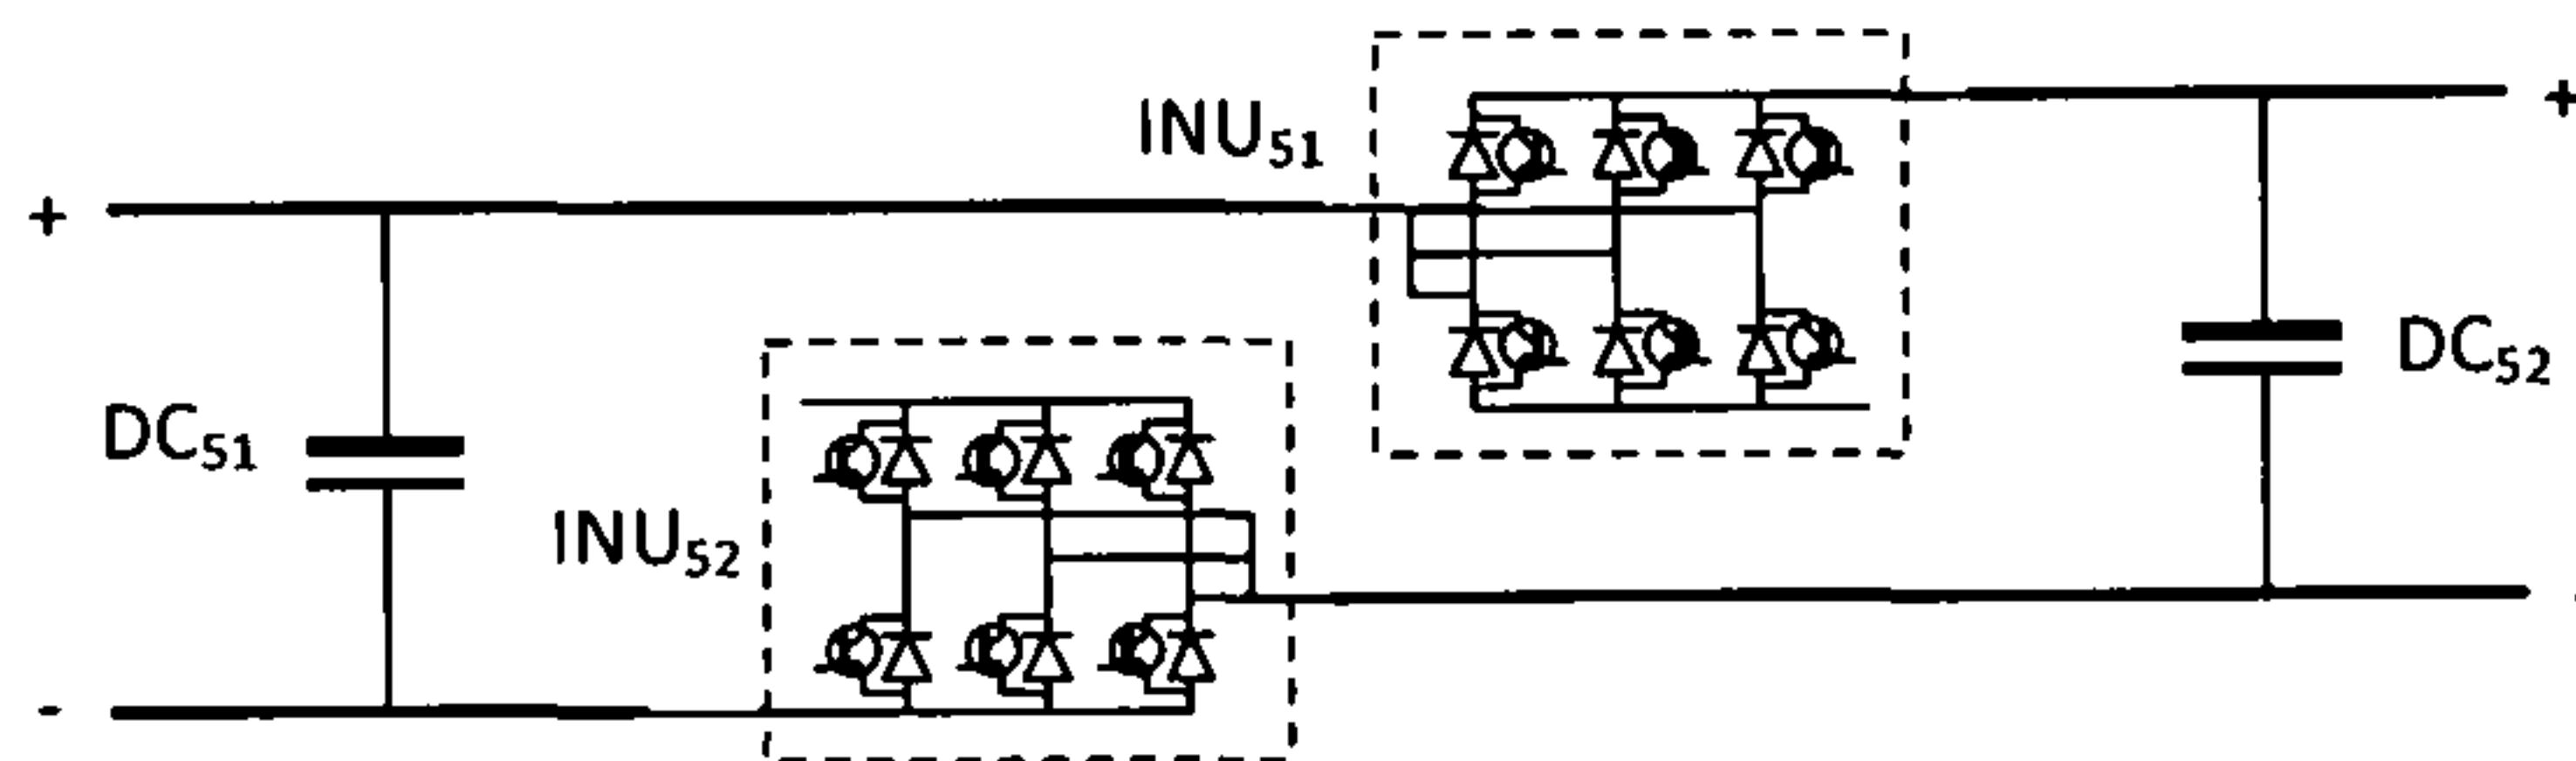 INU₅₁
+
+
DC₅₂
DC₅₁
INU₅₂
-